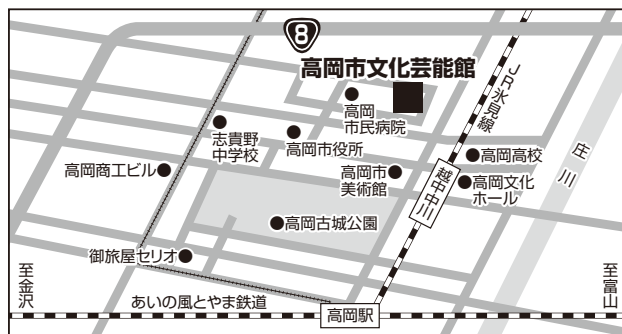 8
高岡市文化芸能館
JR氷見線
高岡
市民病院
志貴野
中学校
高岡市役所
高岡高校
庄川
高岡商工ビル
高岡市
美術館
越中中川
高岡文化
ホール
高岡古城公園
御旅屋セリオ
至金沢
あいの風とやま鉄道
高岡駅
至富山